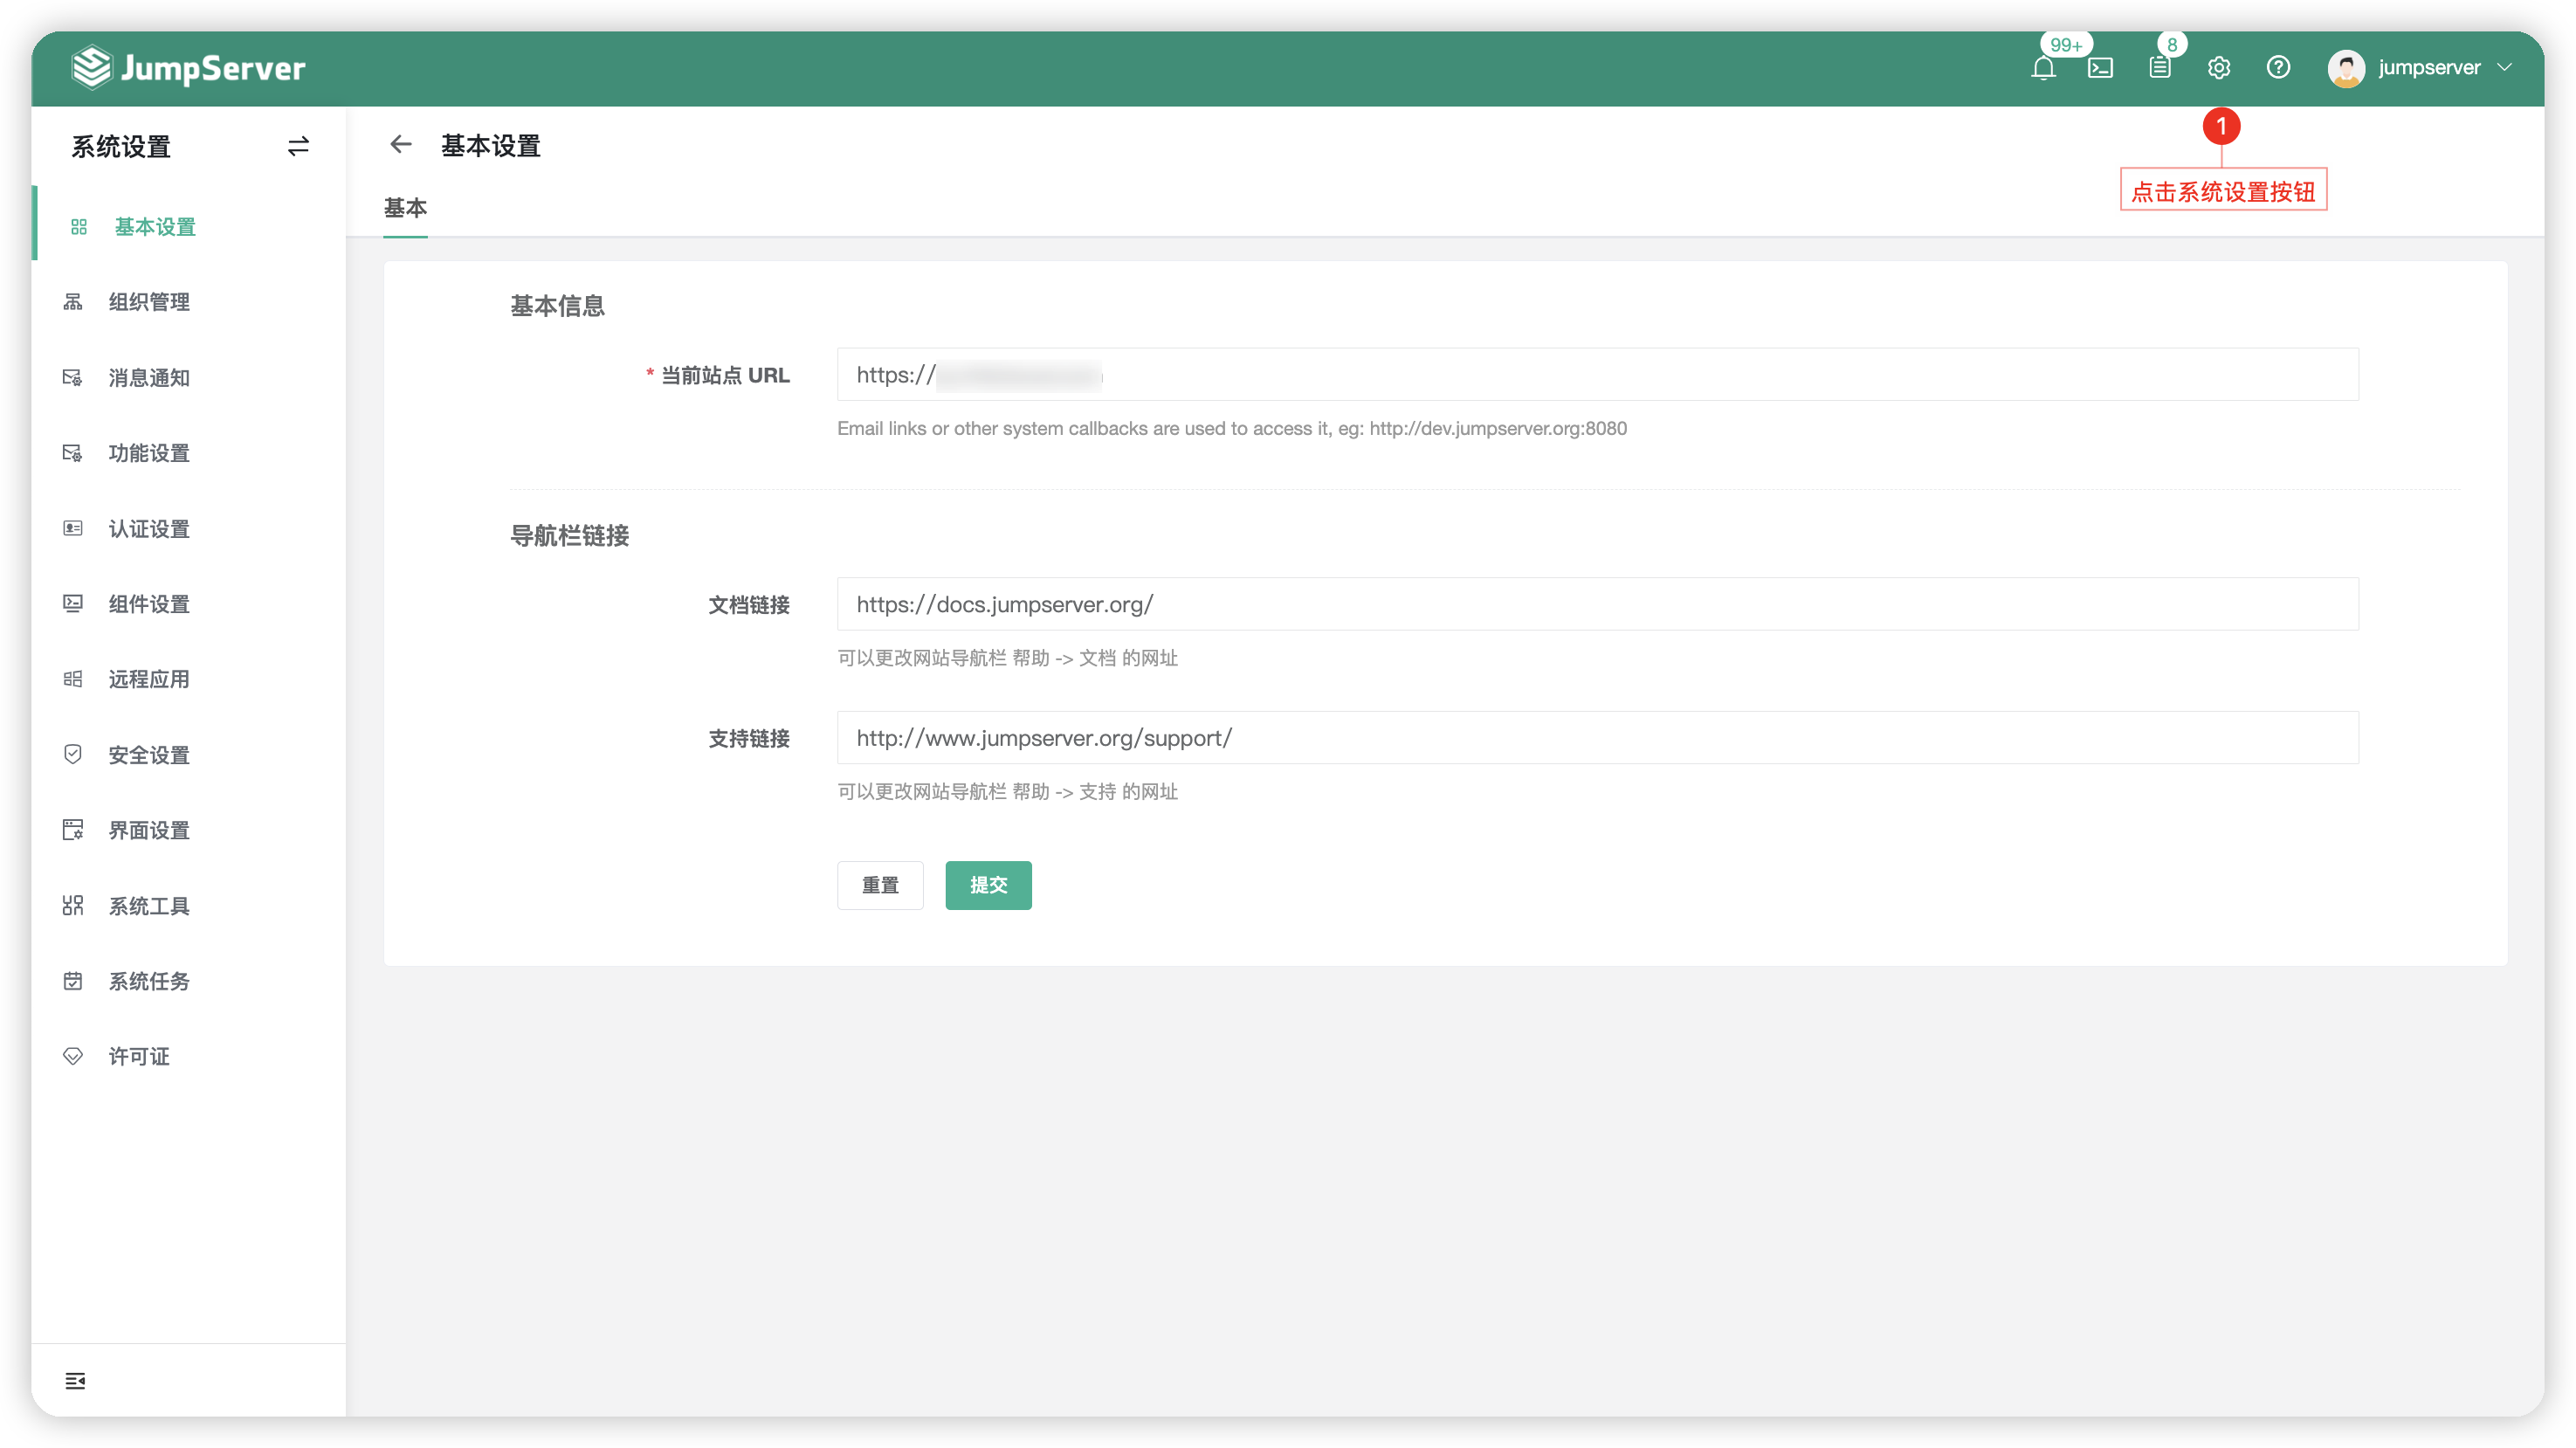 JumpServer
99+
8
jumpserver
系统设置
基本设置
组织管理
消息通知
功能设置
认证设置
组件设置
远程应用
安全设置
界面设置
系统工具
系统任务
许可证
基本设置
1
点击系统设置按钮
基本
基本信息
* 当前站点 URL
https://
Email links or other system callbacks are used to access it, eg: http://dev.jumpserver.org:8080
导航栏链接
文档链接
https://docs.jumpserver.org/
可以更改网站导航栏 帮助 -> 文档 的网址
支持链接
http://www.jumpserver.org/support/
可以更改网站导航栏 帮助 -> 支持 的网址
重置
提交